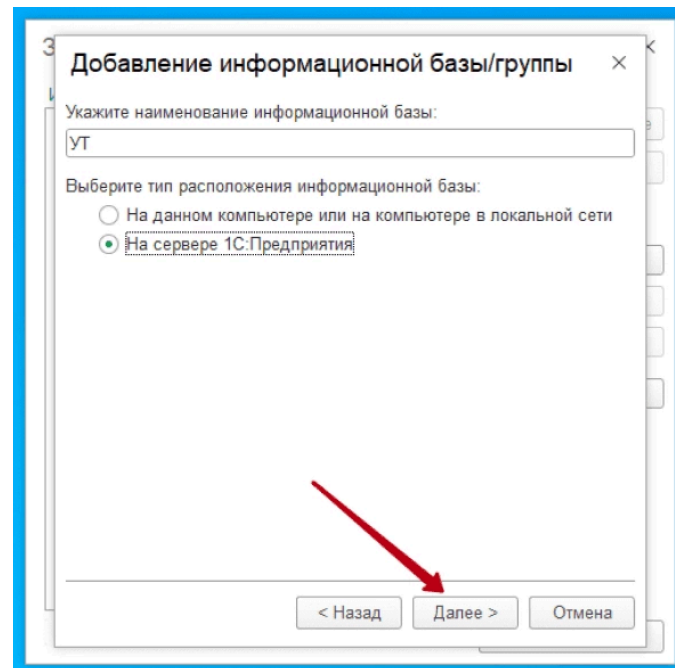 Добавление информационной базы/группы
Укажите наименование информационной базы:
УТ
Выберите тип расположения информационной базы:
На данном компьютере или на компьютере в локальной сети
На сервере 1С:Предприятия
< Назад
Далее >
Отмена